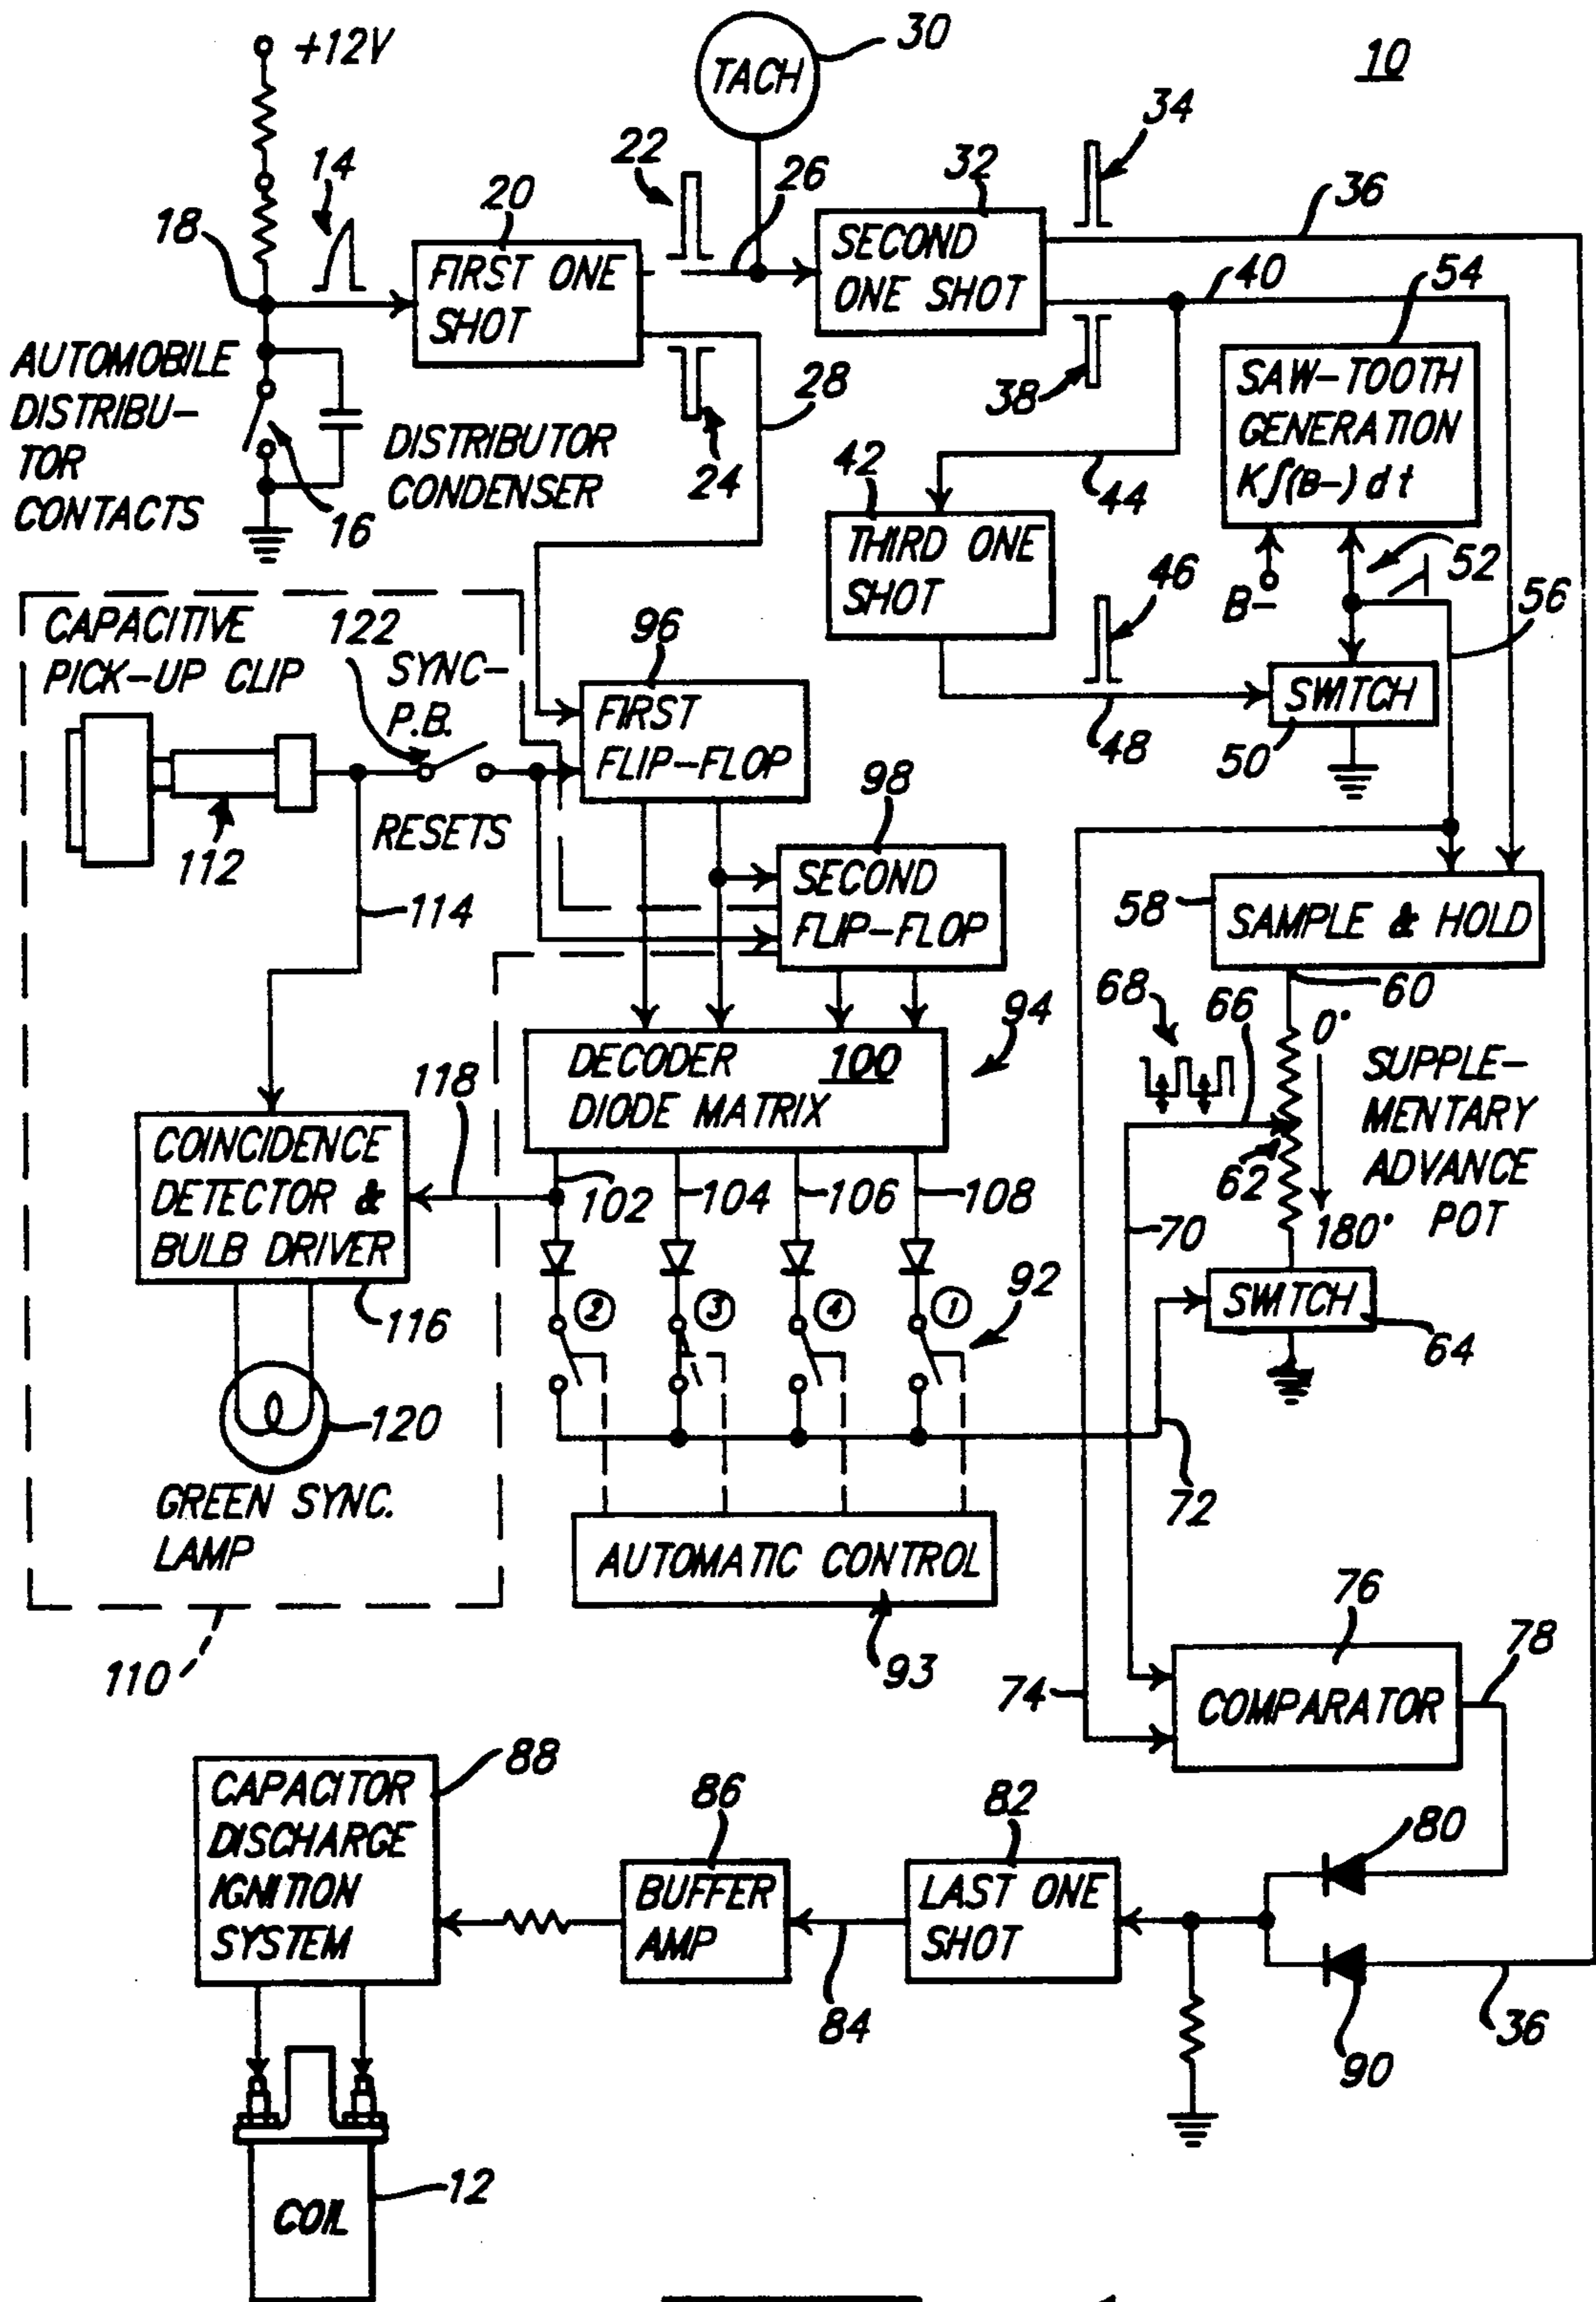 +12V
TACH
30
10
14
22
26
32
34
18
20
36
FIRST ONE
SHOT
SECOND
ONE SHOT
40
54
AUTOMOBILE
DISTRIBU-
TOR
CONTACTS
16
DISTRIBUTOR
CONDENSER
24
28
38
42
44
SAW-TOOTH
GENERATION
K∫(B-) dt
THIRD ONE
SHOT
46
B-
52
56
CAPACITIVE
PICK-UP CLIP
122
SYNC-
P.B.
96
FIRST
FLIP-FLOP
48
SWITCH
50
112
RESETS
98
SECOND
FLIP-FLOP
114
58
SAMPLE & HOLD
60
68
66
0°
94
DECODER 100
DIODE MATRIX
SUPPLE-
MENTARY
ADVANCE
POT
62
180°
118
COINCIDENCE
DETECTOR &
BULB DRIVER
102
104
106
108
70
116
2
3
4
1
92
SWITCH
64
120
GREEN SYNC.
LAMP
72
AUTOMATIC CONTROL
93
110
74
76
COMPARATOR
78
88
CAPACITOR
DISCHARGE
IGNITION
SYSTEM
86
BUFFER
AMP
82
LAST ONE
SHOT
80
84
90
36
COIL
12